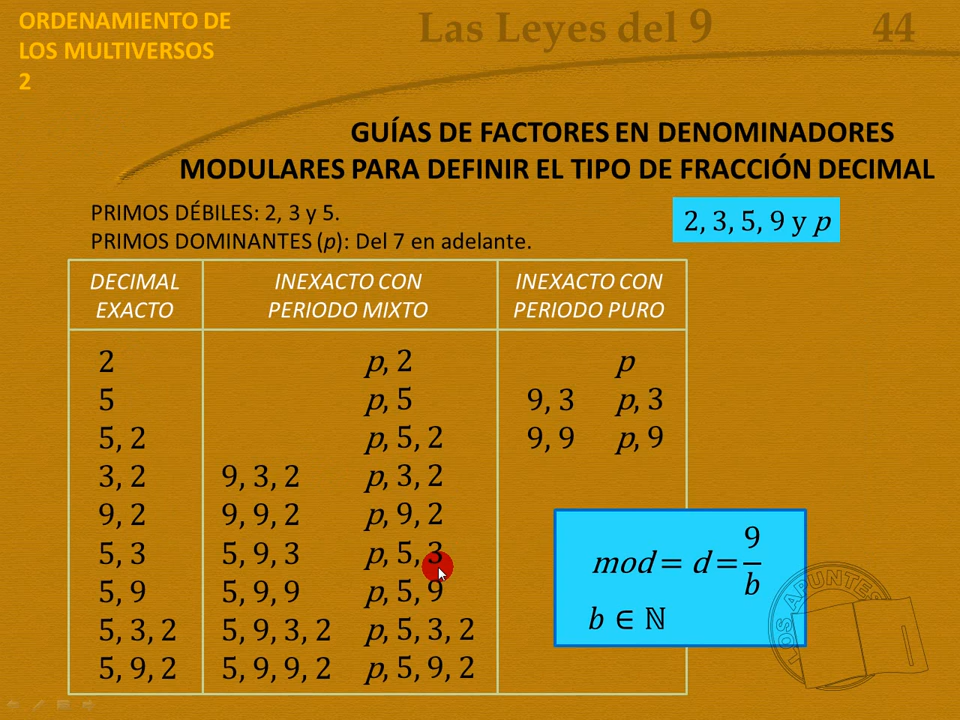 ORDENAMIENTO DE
LOS MULTIVERSOS
2
Las Leyes del 9
44
GUÍAS DE FACTORES EN DENOMINADORES
MODULARES PARA DEFINIR EL TIPO DE FRACCIÓN DECIMAL
PRIMOS DÉBILES: 2, 3 y 5.
PRIMOS DOMINANTES (p): Del 7 en adelante.
2, 3, 5, 9 y p
DECIMAL EXACTO
INEXACTO CON PERIODO MIXTO
INEXACTO CON PERIODO PURO
2 p, 2 p
5 p, 5 9, 3 p, 3
5, 2 p, 5, 2 9, 9 p, 9
3, 2 9, 3, 2 p, 3, 2
9, 2 9, 9, 2 p, 9, 2
5, 3 5, 9, 3 p, 5, 3
5, 9 5, 9, 9 p, 5, 9
5, 3, 2 5, 9, 3, 2 p, 5, 3, 2
5, 9, 2 5, 9, 9, 2 p, 5, 9, 2
mod = d = 9/b
b ∈ ℕ
LOS APUNTES